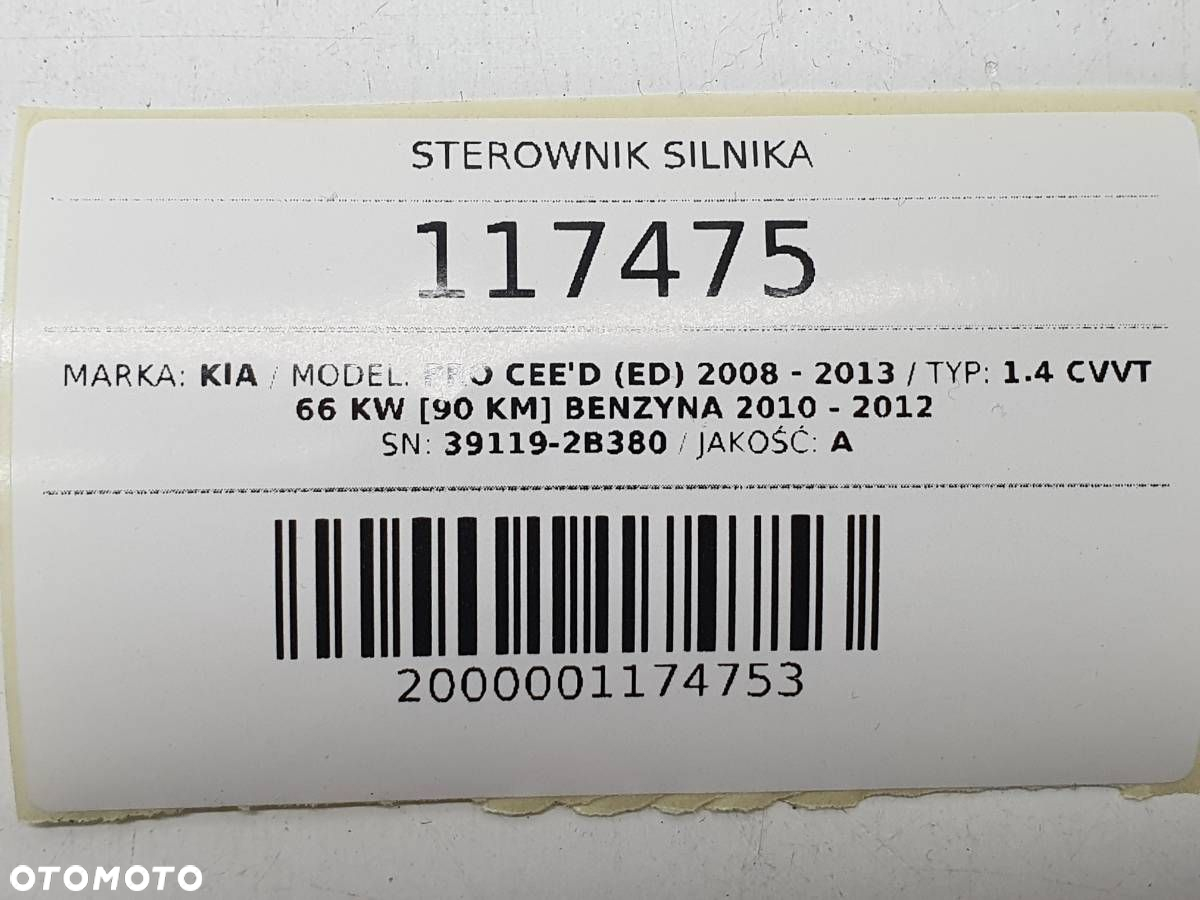 STEROWNIK SILNIKA
117475
MARKA: KIA / MODEL: PRO CEE'D (ED) 2008 - 2013 / TYP: 1.4 CVVT
66 KW [90 KM] BENZYNA 2010 - 2012
SN: 39119-2B380 / JAKOŚĆ: A
2000001174753
OTOMOTO